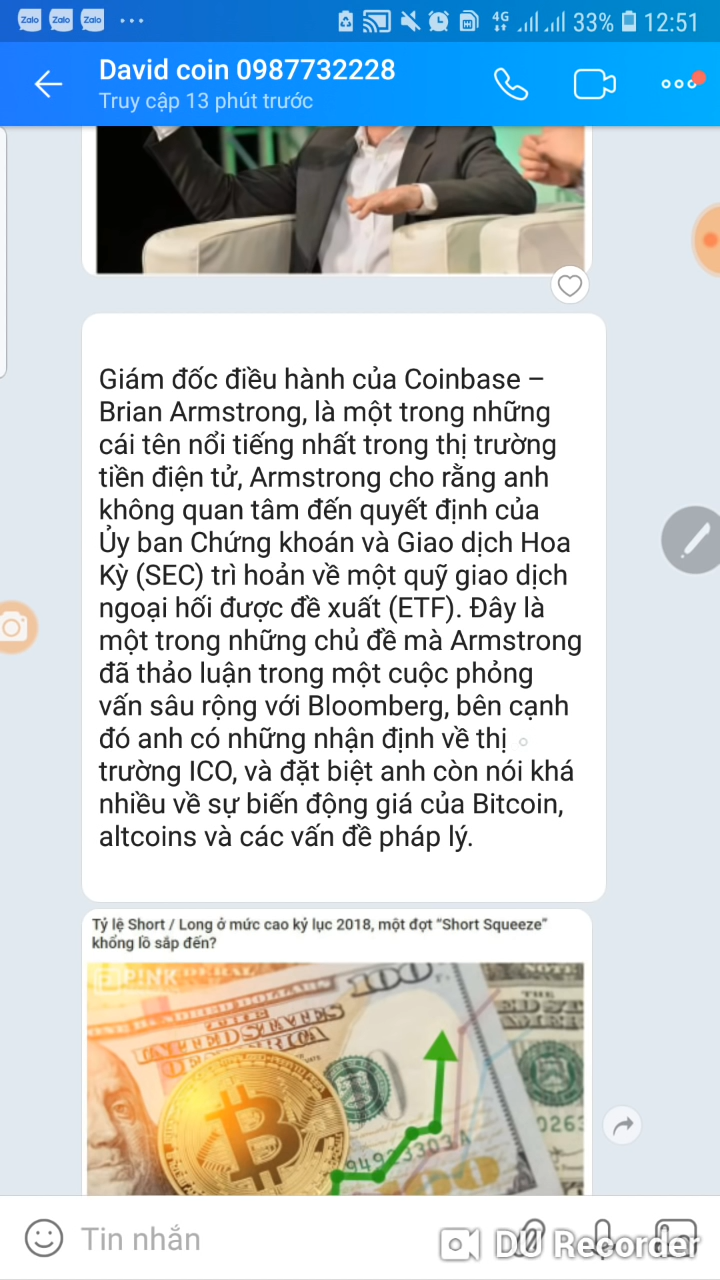 Zalo Zalo Zalo 4G 33% 12:51
David coin 0987732228
Truy cập 13 phút trước
Giám đốc điều hành của Coinbase –
Brian Armstrong, là một trong những
cái tên nổi tiếng nhất trong thị trường
tiền điện tử, Armstrong cho rằng anh
không quan tâm đến quyết định của
Ủy ban Chứng khoán và Giao dịch Hoa
Kỳ (SEC) trì hoản về một quỹ giao dịch
ngoại hối được đề xuất (ETF). Đây là
một trong những chủ đề mà Armstrong
đã thảo luận trong một cuộc phỏng
vấn sâu rộng với Bloomberg, bên cạnh
đó anh có những nhận định về thị
trường ICO, và đặt biệt anh còn nói khá
nhiều về sự biến động giá của Bitcoin,
altcoins và các vấn đề pháp lý.
Tỷ lệ Short / Long ở mức cao kỷ lục 2018, một đợt "Short Squeeze"
khổng lồ sắp đến?
100
UNITED STATES
Tin nhắn
DU Recorder